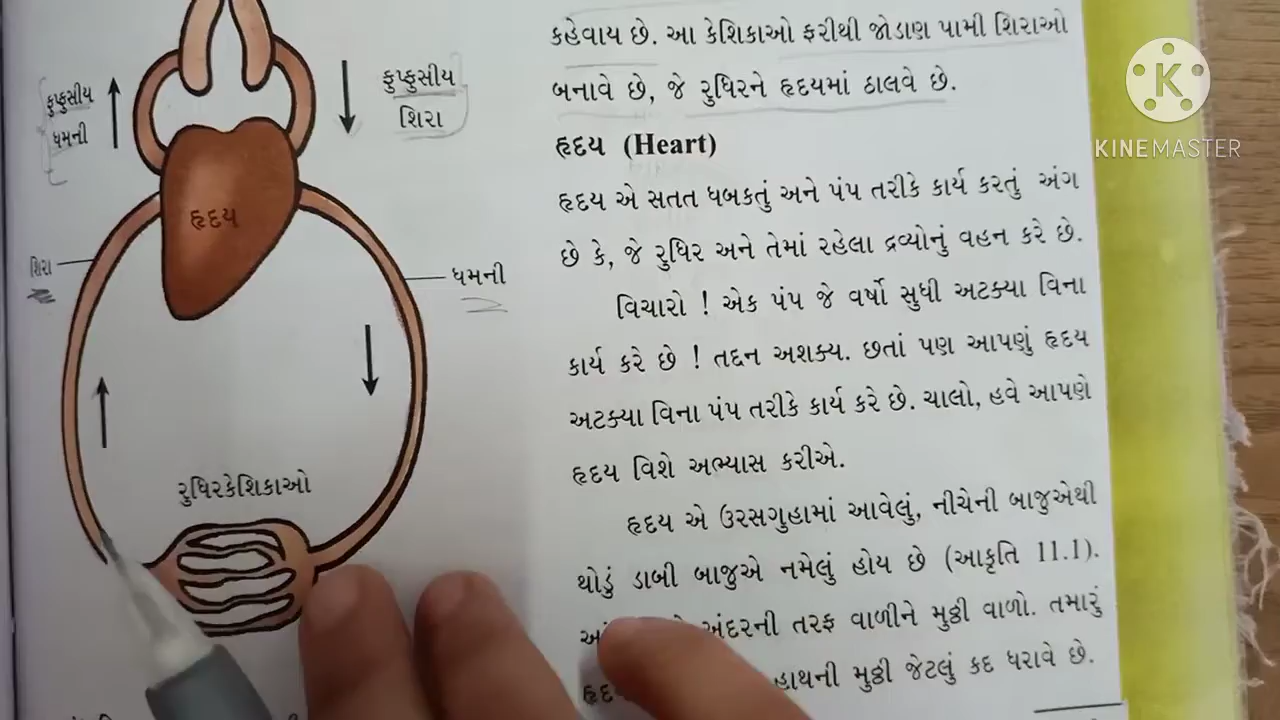 ફુપ્ફુસીય
ધમની
ફુપ્ફુસીય
શિરા
હૃદય
શિરા
ધમની
રુધિરકેશિકાઓ
કહેવાય છે. આ કેશિકાઓ ફરીથી જોડાણ પામી શિરાઓ
બનાવે છે, જે રુધિરને હૃદયમાં ઠાલવે છે.
હૃદય (Heart)
હૃદય એ સતત ધબકતું અને પંપ તરીકે કાર્ય કરતું અંગ
છે કે, જે રુધિર અને તેમાં રહેલા દ્રવ્યોનું વહન કરે છે.
વિચારો ! એક પંપ જે વર્ષો સુધી અટક્યા વિના
કાર્ય કરે છે ! તદ્દન અશક્ય. છતાં પણ આપણું હૃદય
અટક્યા વિના પંપ તરીકે કાર્ય કરે છે. ચાલો, હવે આપણે
હૃદય વિશે અભ્યાસ કરીએ.
હૃદય એ ઉરસગુહામાં આવેલું, નીચેની બાજુએથી
થોડું ડાબી બાજુએ નમેલું હોય છે (આકૃતિ 11.1).
અંદરની તરફ વાળીને મુઠ્ઠી વાળો. તમારું
હાથની મુઠ્ઠી જેટલું કદ ધરાવે છે.
K
KINEMASTER